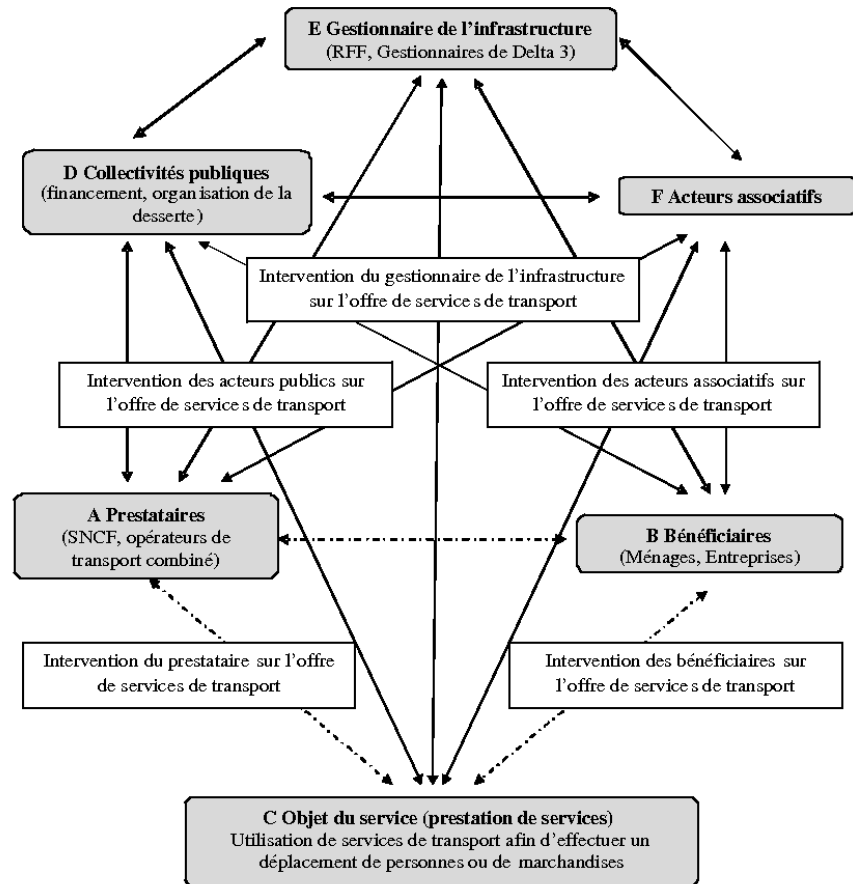 E Gestionnaire de l'infrastructure
(RFF, Gestionnaires de Delta 3)
D Collectivités publiques
(financement, organisation de la
desserte)
F Acteurs associatifs
Intervention du gestionnaire de l'infrastructure
sur l'offre de services de transport
Intervention des acteurs publics sur
l'offre de services de transport
Intervention des acteurs associatifs sur
l'offre de services de transport
A Prestataires
(SNCF, opérateurs de
transport combiné)
B Bénéficiaires
(Ménages, Entreprises)
Intervention du prestataire sur l'offre
de services de transport
Intervention des bénéficiaires sur
l'offre de services de transport
C Objet du service (prestation de services)
Utilisation de services de transport afin d'effectuer un
déplacement de personnes ou de marchandises